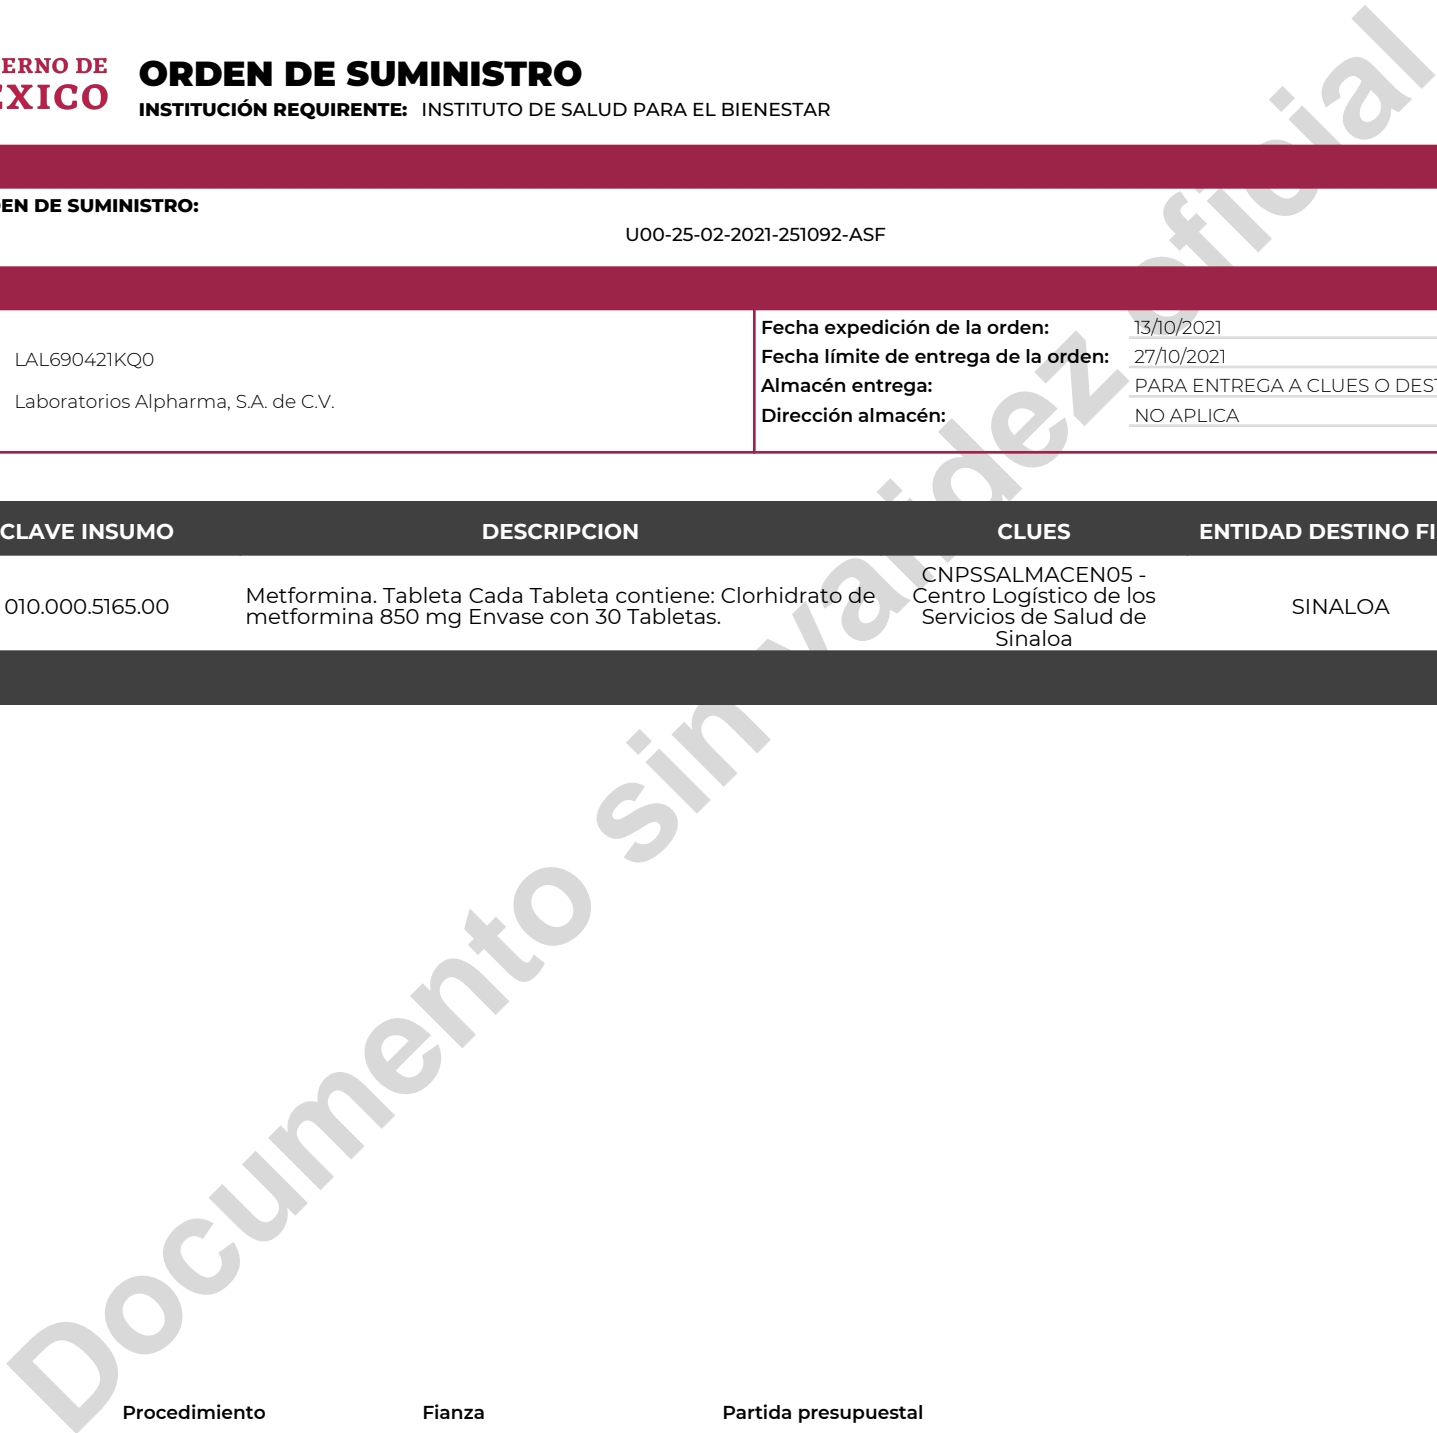 ERNO DE
EXICO
ORDEN DE SUMINISTRO
INSTITUCIÓN REQUIRENTE: INSTITUTO DE SALUD PARA EL BIENESTAR
EN DE SUMINISTRO:
U00-25-02-2021-251092-ASF
LAL690421KQ0
Laboratorios Alpharma, S.A. de C.V.
Fecha expedición de la orden: 13/10/2021
Fecha límite de entrega de la orden: 27/10/2021
Almacén entrega: PARA ENTREGA A CLUES O DEST
Dirección almacén: NO APLICA
CLAVE INSUMO DESCRIPCION CLUES ENTIDAD DESTINO FI
010.000.5165.00
Metformina. Tableta Cada Tableta contiene: Clorhidrato de
metformina 850 mg Envase con 30 Tabletas.
CNPSSALMACEN05 -
Centro Logístico de los
Servicios de Salud de
Sinaloa
SINALOA
Procedimiento Fianza Partida presupuestal
Documento sin validez oficial